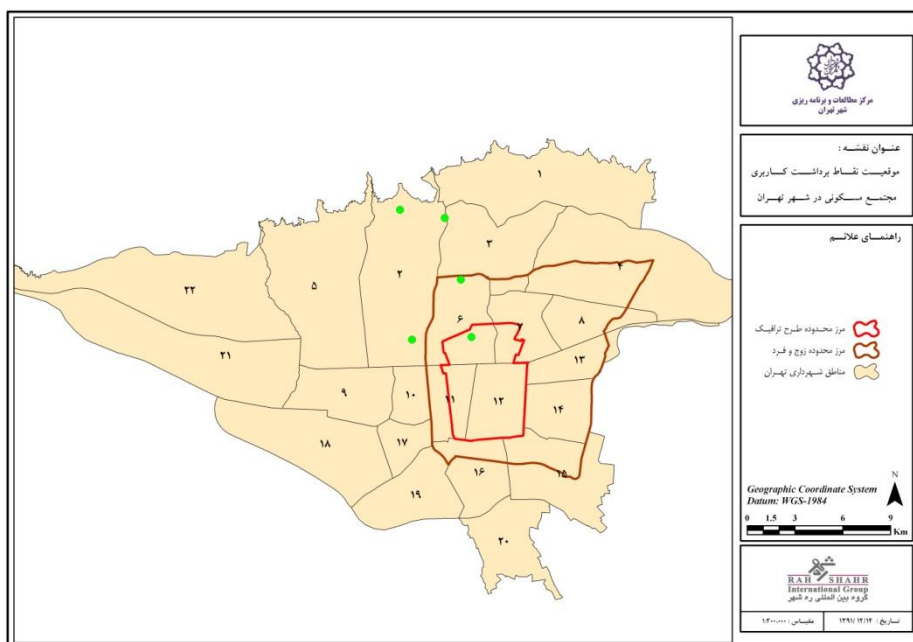 مرکز مطالعات و برنامه ریزی
شهر تهران
عنوان نقشه :
موقعیت نقاط برداشت کاربری
مجتمع مسکونی در شهر تهران
راهنمای علائم
مرز محدوده طرح ترافیک
مرز محدوده زوج و فرد
مناطق شهرداری تهران
N
Geographic Coordinate System
Datum: WGS-1984
0 1.5 3 6 9
Km
RAH SHAHR
International Group
گروه بین المللی ره شهر
تاریخ : ۱۳۹۱/۱۲/۱۴
مقیاس : ۱:۲۰۰،۰۰۰
۱
۳
۲
۴
۵
۲۲
۶
۷
۸
۲۱
۱۳
۹
۱۰
۱۱
۱۲
۱۴
۱۸
۱۷
۱۶
۱۵
۱۹
۲۰